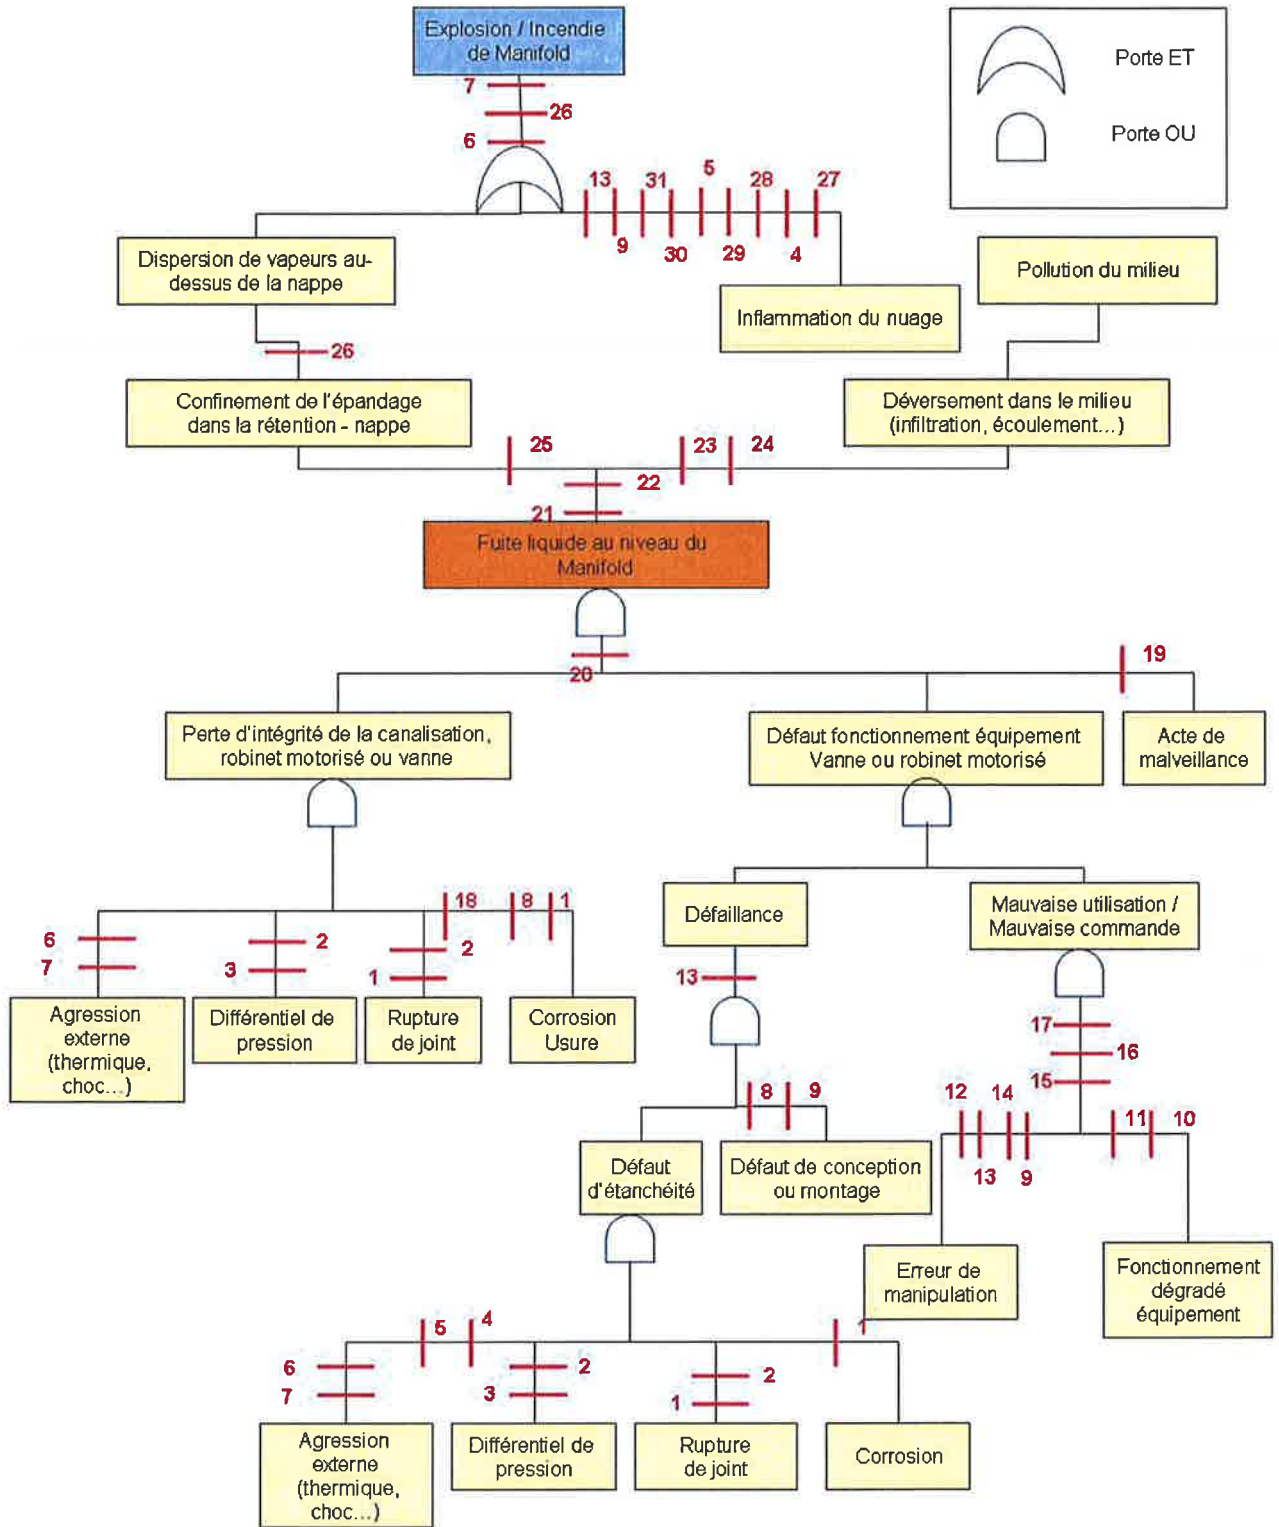 Explosion / Incendie
de Manifold
Porte ET
Porte OU
7
26
6
13
31
5
28
27
9
30
29
4
Dispersion de vapeurs au-
dessus de la nappe
Pollution du milieu
Inflammation du nuage
26
Confinement de l'épandage
dans la rétention - nappe
Déversement dans le milieu
(infiltration, écoulement...)
25
23
24
22
21
Fuite liquide au niveau du
Manifold
20
19
Perte d'intégrité de la canalisation,
robinet motorisé ou vanne
Défaut fonctionnement équipement
Vanne ou robinet motorisé
Acte de
malveillance
18
8
1
6
7
2
3
2
1
Défaillance
Mauvaise utilisation /
Mauvaise commande
13
Agression
externe
(thermique,
choc...)
Différentiel de
pression
Rupture
de joint
Corrosion
Usure
17
16
15
8
9
12
14
13
9
11
10
Défaut
d'étanchéité
Défaut de conception
ou montage
Erreur de
manipulation
Fonctionnement
dégradé
équipement
5
4
1
6
7
2
3
2
1
Agression
externe
(thermique,
choc...)
Différentiel de
pression
Rupture
de joint
Corrosion